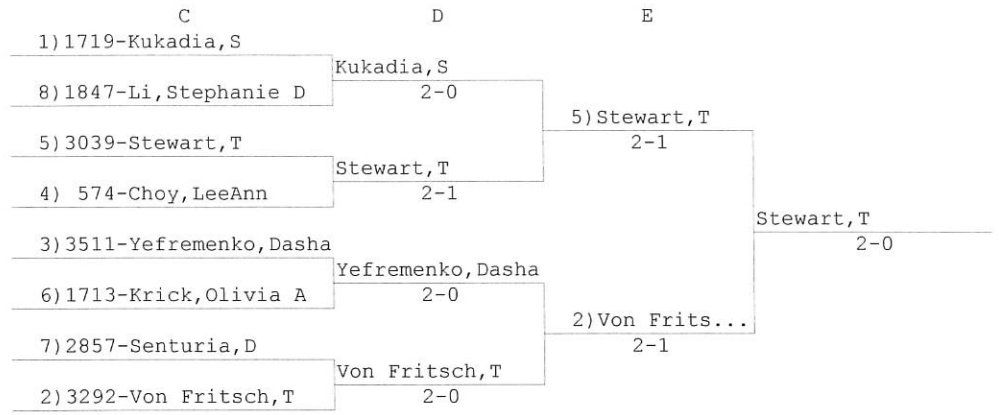 C D E
1)1719-Kukadia,S
Kukadia,S
8)1847-Li,Stephanie D
2-0
5)Stewart,T
5)3039-Stewart,T
2-1
Stewart,T
4) 574-Choy,LeeAnn
2-1
Stewart,T
3)3511-Yefremenko,Dasha
2-0
Yefremenko,Dasha
6)1713-Krick,Olivia A
2-0
2)Von Frits...
7)2857-Senturia,D
2-1
Von Fritsch,T
2)3292-Von Fritsch,T
2-0